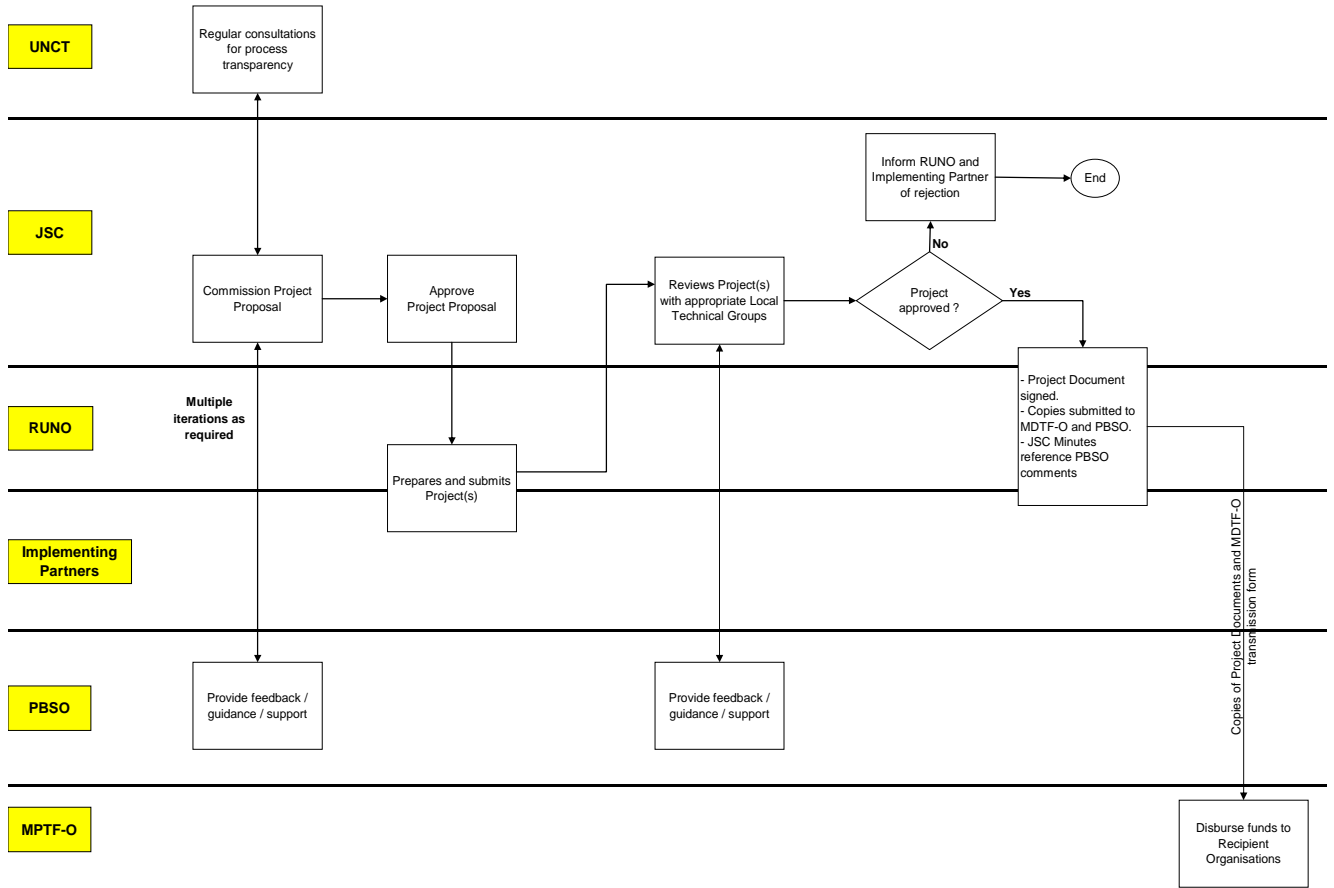 UNCT
Regular consultations
for process
transparency
JSC
Inform RUNO and
Implementing Partner
of rejection
End
No
Commission Project
Proposal
Approve
Project Proposal
Reviews Project(s)
with appropriate Local
Technical Groups
Project
approved ?
Yes
RUNO
Multiple
iterations as
required
- Project Document
signed.
- Copies submitted to
MDTF-O and PBSO.
- JSC Minutes
reference PBSO
comments
Prepares and submits
Project(s)
Implementing
Partners
Copies of Project Documents and MDTF-O
transmission form
PBSO
Provide feedback /
guidance / support
Provide feedback /
guidance / support
MPTF-O
Disburse funds to
Recipient
Organisations